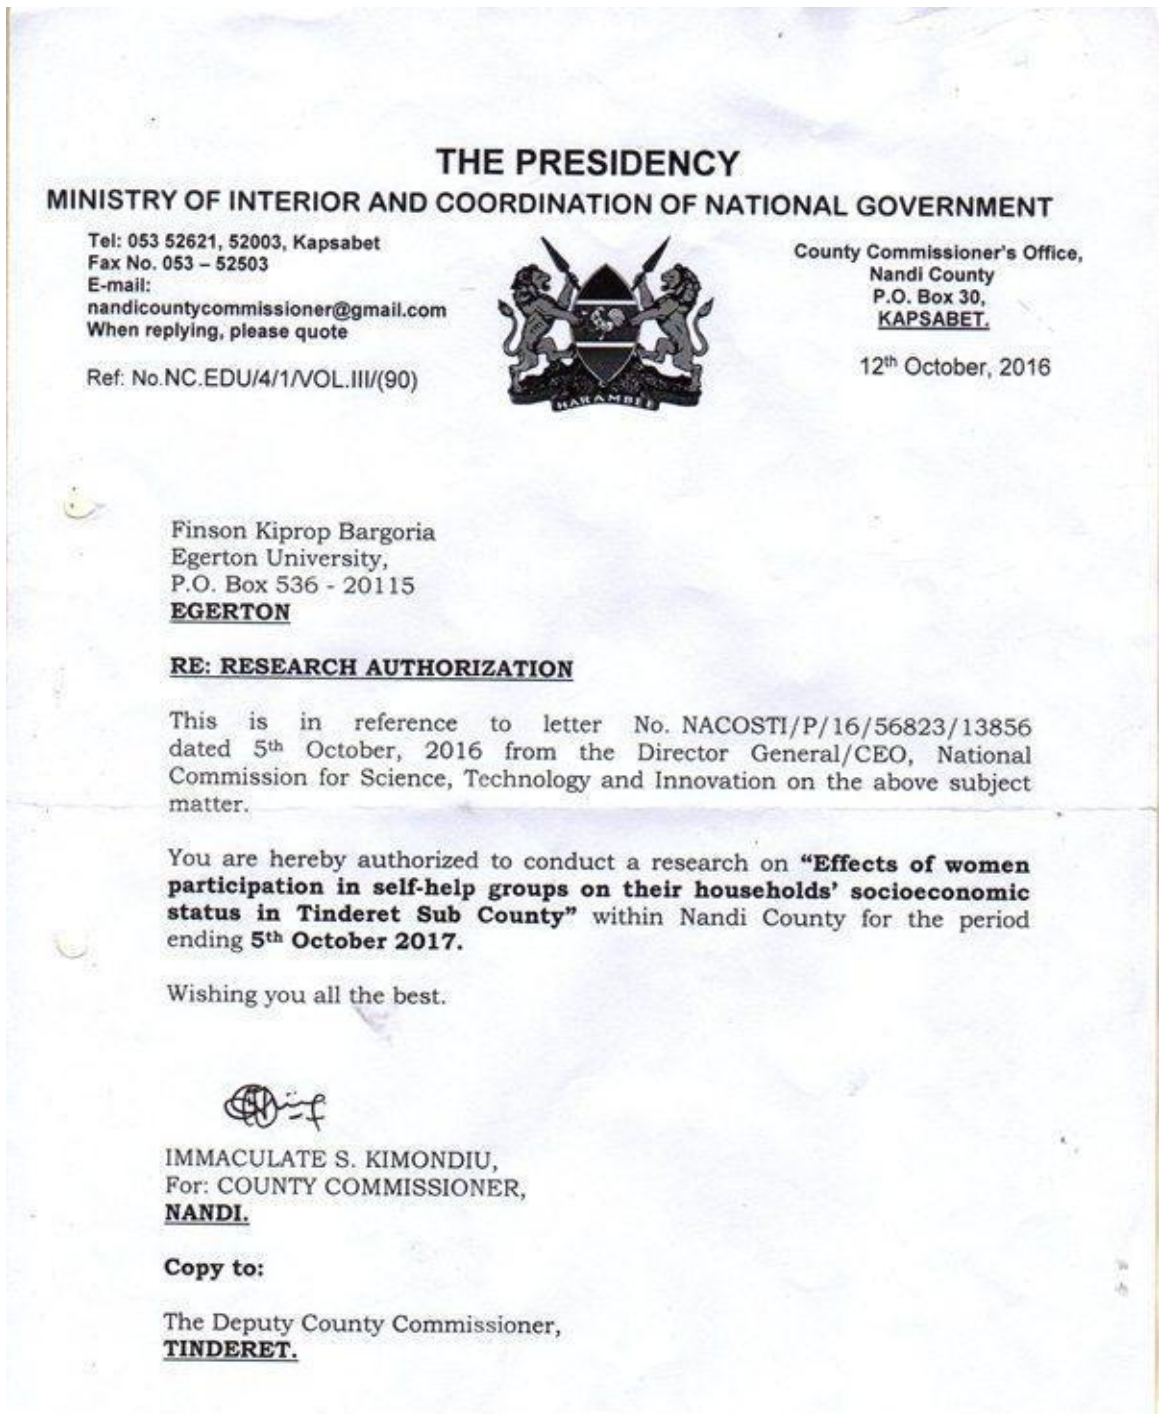 THE PRESIDENCY
MINISTRY OF INTERIOR AND COORDINATION OF NATIONAL GOVERNMENT
Tel: 053 52621, 52003, Kapsabet
Fax No. 053 – 52503
E-mail:
nandicountycommissioner@gmail.com
When replying, please quote
Ref: No.NC.EDU/4/1/VOL.III/(90)
HARAMBEE
County Commissioner's Office,
Nandi County
P.O. Box 30,
KAPSABET.
12th October, 2016
Finson Kiprop Bargoria
Egerton University,
P.O. Box 536 - 20115
EGERTON
RE: RESEARCH AUTHORIZATION
This is in reference to letter No. NACOSTI/P/16/56823/13856
dated 5th October, 2016 from the Director General/CEO, National
Commission for Science, Technology and Innovation on the above subject
matter.
You are hereby authorized to conduct a research on “Effects of women
participation in self-help groups on their households’ socioeconomic
status in Tinderet Sub County” within Nandi County for the period
ending 5th October 2017.
Wishing you all the best.
IMMACULATE S. KIMONDIU,
For: COUNTY COMMISSIONER,
NANDI.
Copy to:
The Deputy County Commissioner,
TINDERET.